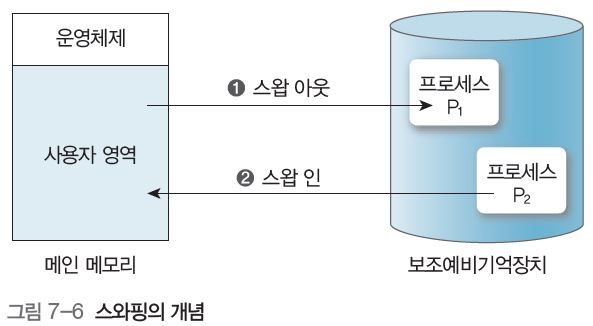 운영체제
❶ 스왑 아웃
프로세스
P1
사용자 영역
❷ 스왑 인
프로세스
P2
메인 메모리
보조예비기억장치
그림 7-6 스와핑의 개념